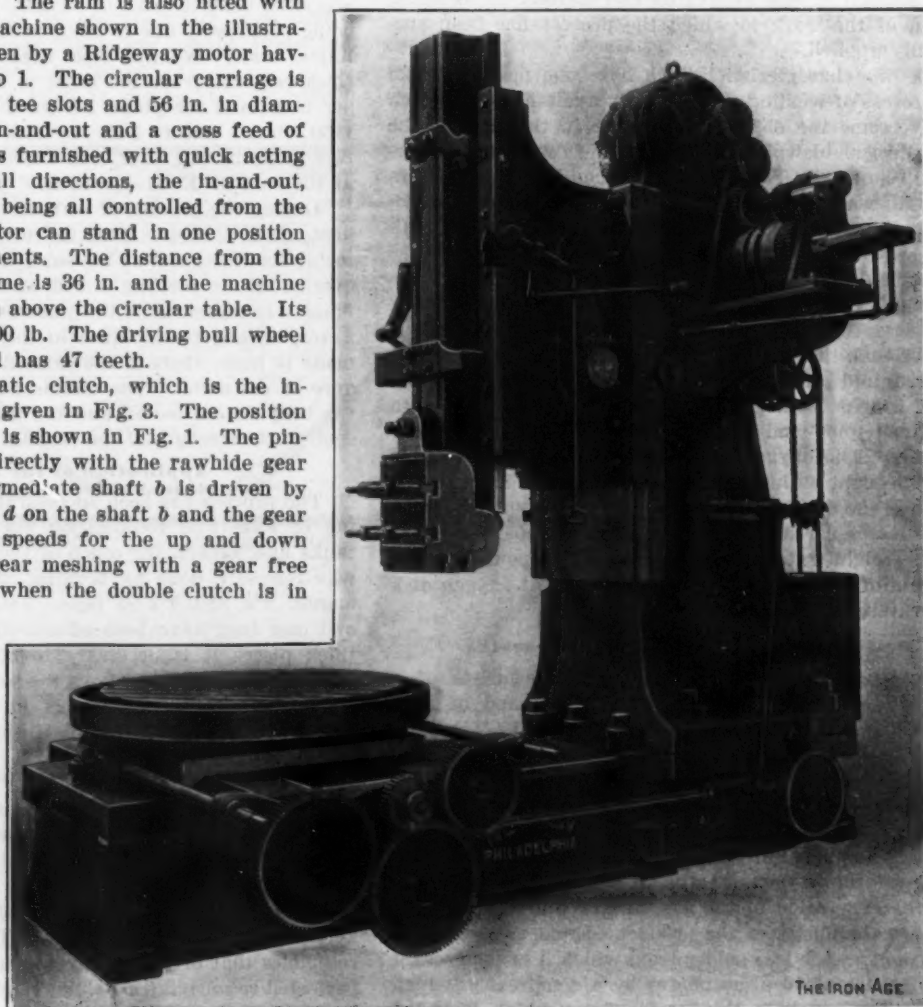 The ram is also fitted with
achine shown in the illustra-
en by a Ridgeway motor hav-
o 1. The circular carriage is
tee slots and 56 in. in diam-
n-and-out and a cross feed of
s furnished with quick acting
ll directions, the in-and-out,
being all controlled from the
tor can stand in one position
ents. The distance from the
me is 36 in. and the machine
above the circular table. Its
00 lb. The driving bull wheel
l has 47 teeth.
atic clutch, which is the in-
given in Fig. 3. The position
is shown in Fig. 1. The pin-
irectly with the rawhide gear
rmediate shaft b is driven by
d on the shaft b and the gear
speeds for the up and down
ear meshing with a gear free
when the double clutch is in
PHILADELPHIA
THE IRON AGE